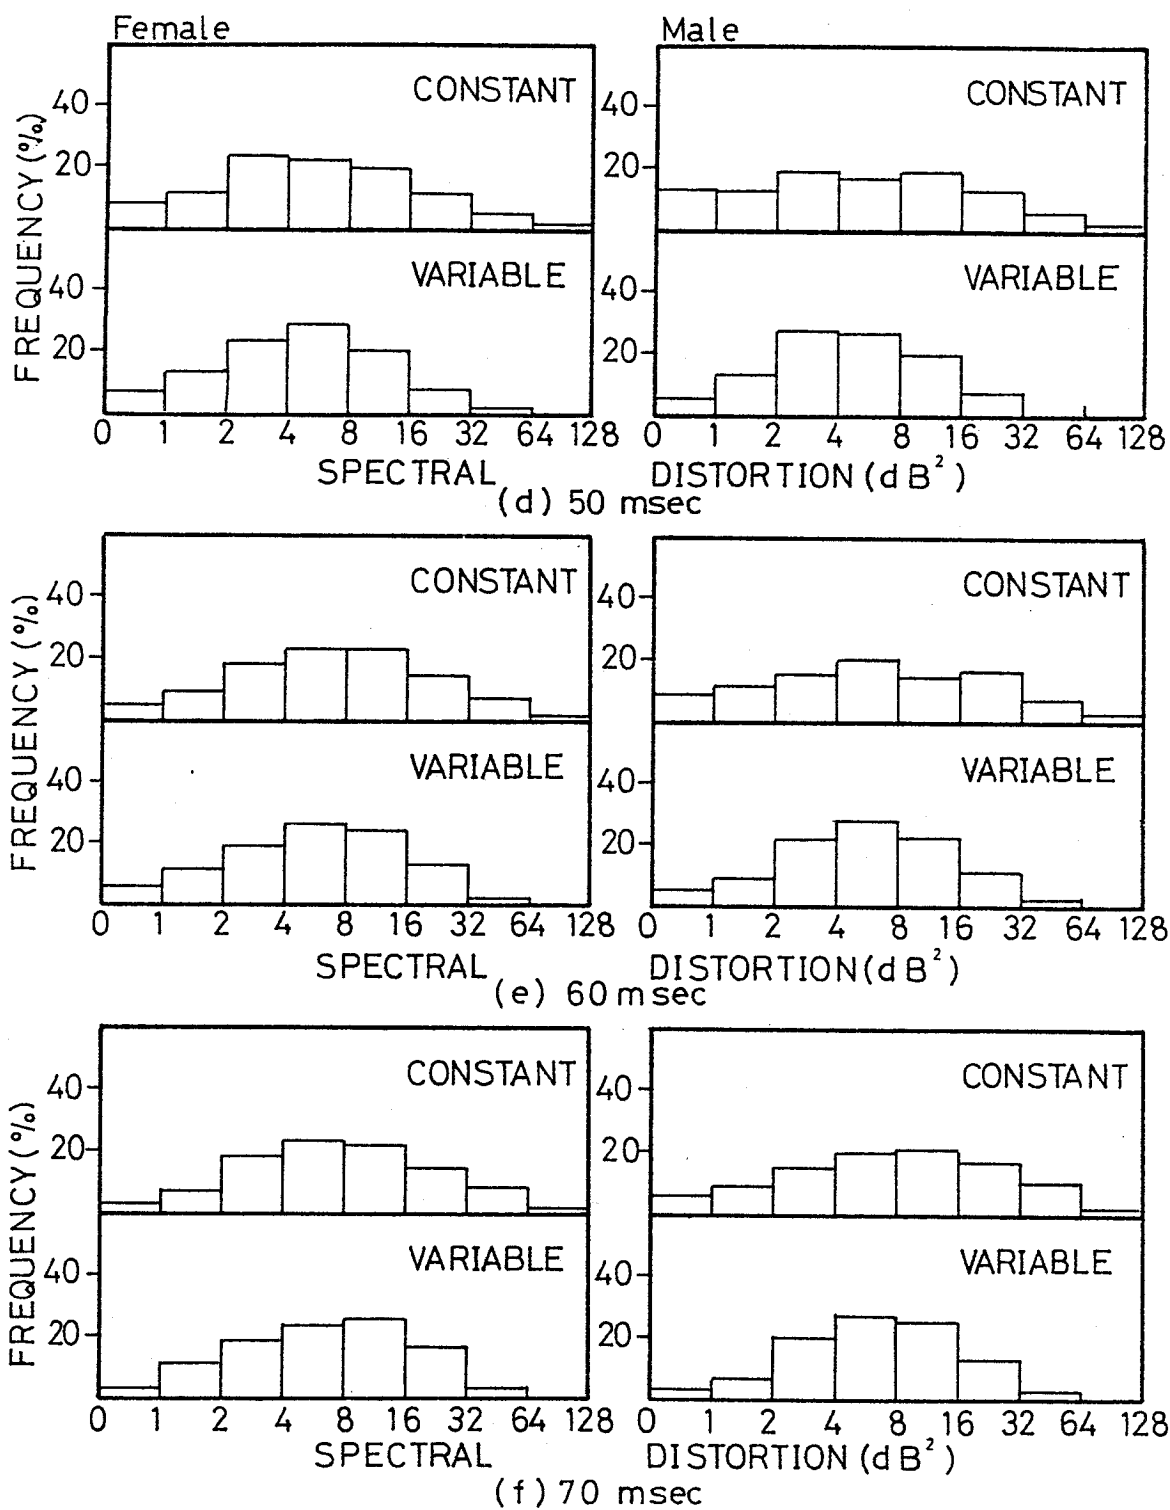 Female Male
CONSTANT CONSTANT
40 40
20 20
VARIABLE VARIABLE
40 40
20 20
FREQUENCY (%)
0 1 2 4 8 16 32 64 128 0 1 2 4 8 16 32 64 128
SPECTRAL DISTORTION (dB²)
(d) 50 msec
CONSTANT CONSTANT
40 40
20 20
VARIABLE VARIABLE
40 40
20 20
FREQUENCY (%)
0 1 2 4 8 16 32 64 128 0 1 2 4 8 16 32 64 128
SPECTRAL DISTORTION (dB²)
(e) 60 msec
CONSTANT CONSTANT
40 40
20 20
VARIABLE VARIABLE
40 40
20 20
FREQUENCY (%)
0 1 2 4 8 16 32 64 128 0 1 2 4 8 16 32 64 128
SPECTRAL DISTORTION (dB²)
(f) 70 msec